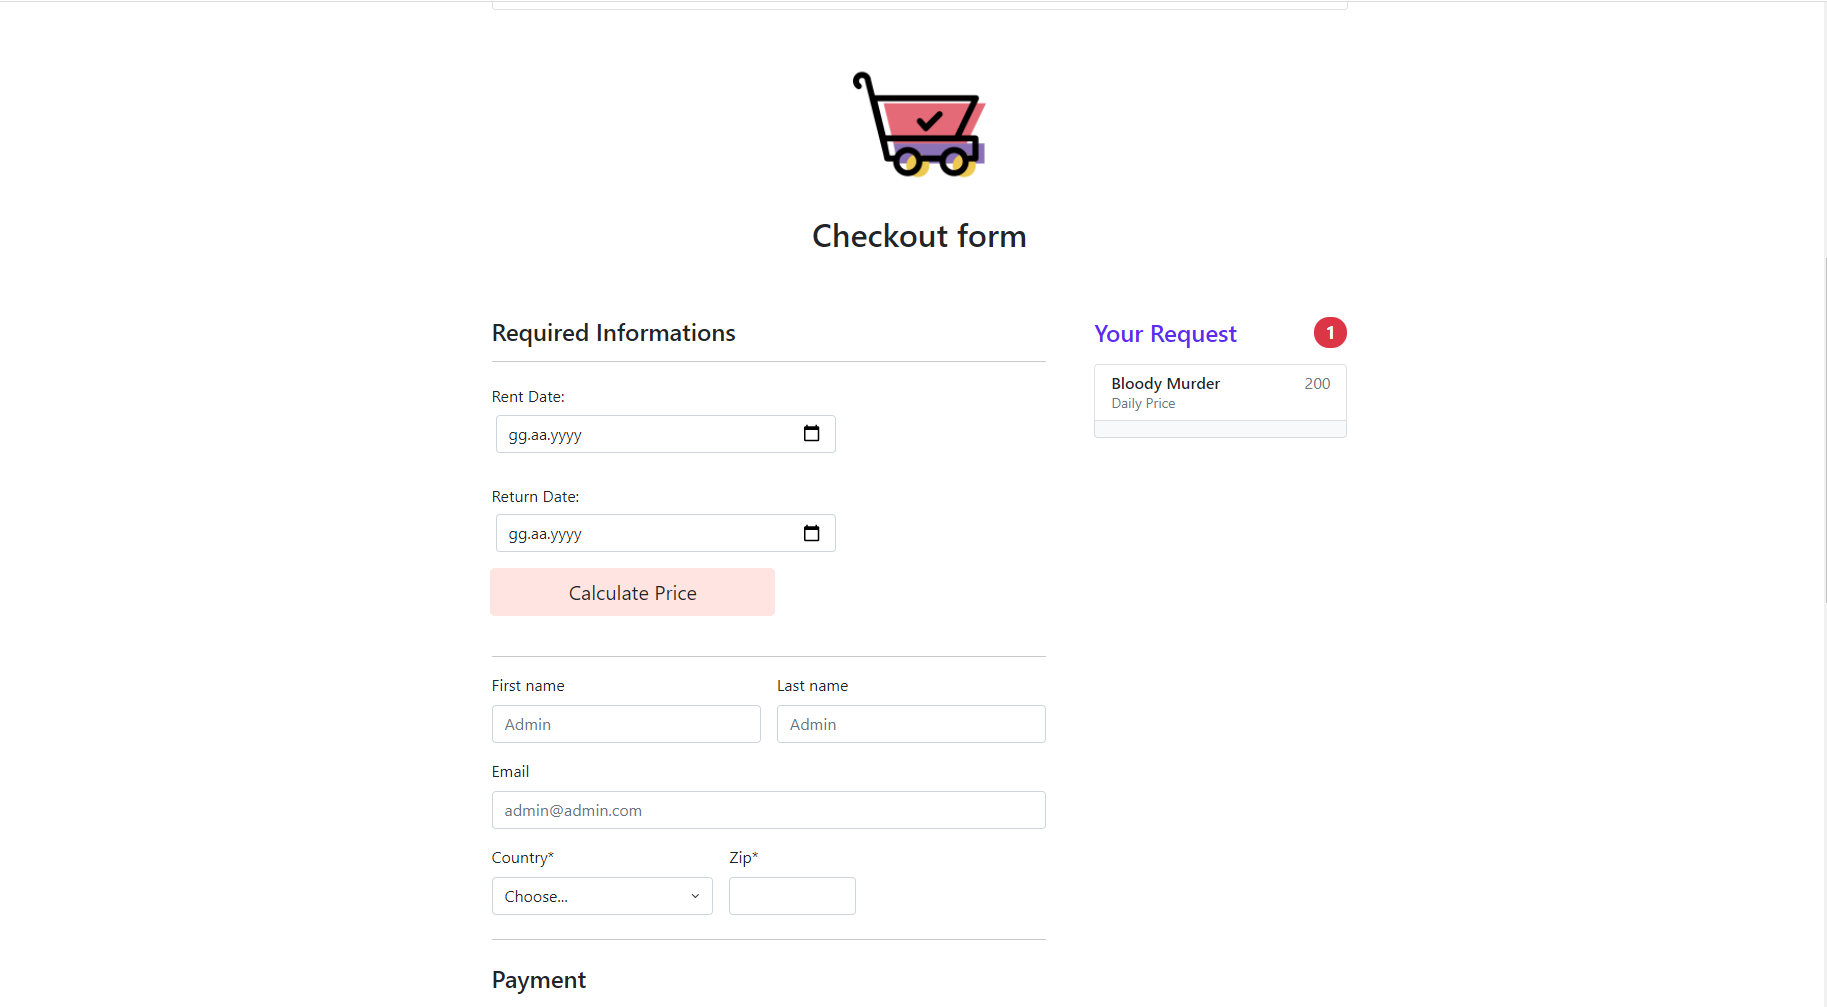 Checkout form
Required Informations
Rent Date:
gg.aa.yyyy
Return Date:
gg.aa.yyyy
Calculate Price
First name
Last name
Admin
Admin
Email
admin@admin.com
Country*
Zip*
Choose...
Payment
Your Request
1
Bloody Murder
200
Daily Price